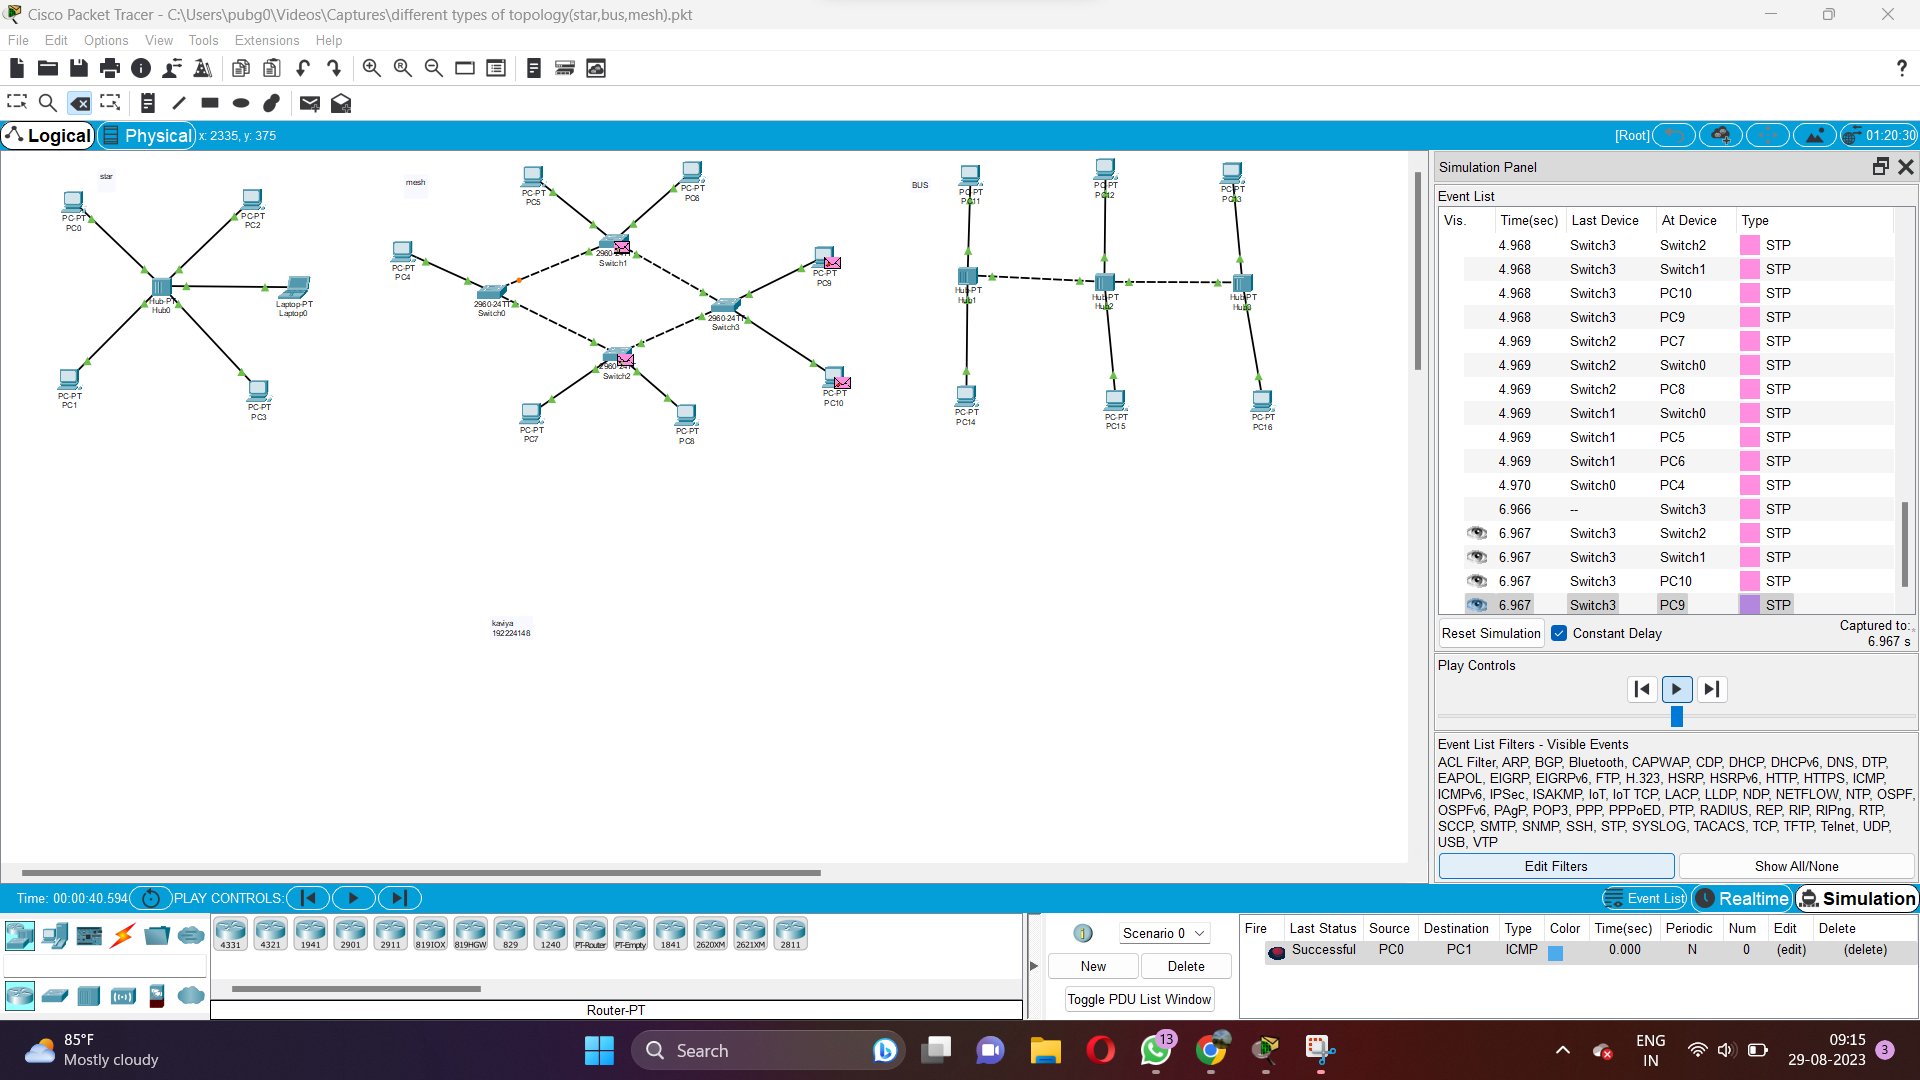 Cisco Packet Tracer - C:\Users\pubg0\Videos\Captures\different types of topology(star,bus,mesh).pkt
File Edit Options View Tools Extensions Help
?
Logical Physical x: 2335, y: 375
[Root] 01:20:30
star
mesh
BUS
PC-PT
PC0
PC-PT
PC2
Hub-PT
Hub0
Laptop-PT
Laptop0
PC-PT
PC1
PC-PT
PC3
PC-PT
PC5
PC-PT
PC6
PC-PT
PC4
Switch1
2960-24TT
Switch0
PC-PT
PC9
2960-24TT
Switch3
Switch2
PC-PT
PC7
PC-PT
PC8
PC-PT
PC10
Hub-PT
Hub1
Hub-PT
Hub2
Hub-PT
PC-PT
PC14
PC-PT
PC15
PC-PT
PC16
kaviya
192224148
Simulation Panel
Event List
Vis. Time(sec) Last Device At Device Type
4.968 Switch3 Switch2 STP
4.968 Switch3 Switch1 STP
4.968 Switch3 PC10 STP
4.968 Switch3 PC9 STP
4.969 Switch2 PC7 STP
4.969 Switch2 Switch0 STP
4.969 Switch2 PC8 STP
4.969 Switch1 Switch0 STP
4.969 Switch1 PC5 STP
4.969 Switch1 PC6 STP
4.970 Switch0 PC4 STP
6.966 -- Switch3 STP
6.967 Switch3 Switch2 STP
6.967 Switch3 Switch1 STP
6.967 Switch3 PC10 STP
6.967 Switch3 PC9 STP
Reset Simulation Constant Delay
Captured to:
6.967 s
Play Controls
Event List Filters - Visible Events
ACL Filter, ARP, BGP, Bluetooth, CAPWAP, CDP, DHCP, DHCPv6, DNS, DTP,
EAPOL, EIGRP, EIGRPv6, FTP, H.323, HSRP, HSRPv6, HTTP, HTTPS, ICMP,
ICMPv6, IPSec, ISAKMP, IoT, IoT TCP, LACP, LLDP, NDP, NETFLOW, NTP, OSPF,
OSPFv6, PAgP, POP3, PPP, PPPoED, PTP, RADIUS, REP, RIP, RIPng, RTP,
SCCP, SMTP, SNMP, SSH, STP, SYSLOG, TACACS, TCP, TFTP, Telnet, UDP,
USB, VTP
Edit Filters Show All/None
Time: 00:00:40.594 PLAY CONTROLS:
Event List Realtime Simulation
4331 4321 1941 2901 2911 819IOX 819HGW 829 1240 PT-Router PT-Empty 1841 2620XM 2621XM 2811
Router-PT
Scenario 0
New Delete
Toggle PDU List Window
Fire Last Status Source Destination Type Color Time(sec) Periodic Num Edit Delete
Successful PC0 PC1 ICMP 0.000 N 0 (edit) (delete)
85°F
Mostly cloudy
Search
13
ENG
IN
09:15
29-08-2023
3